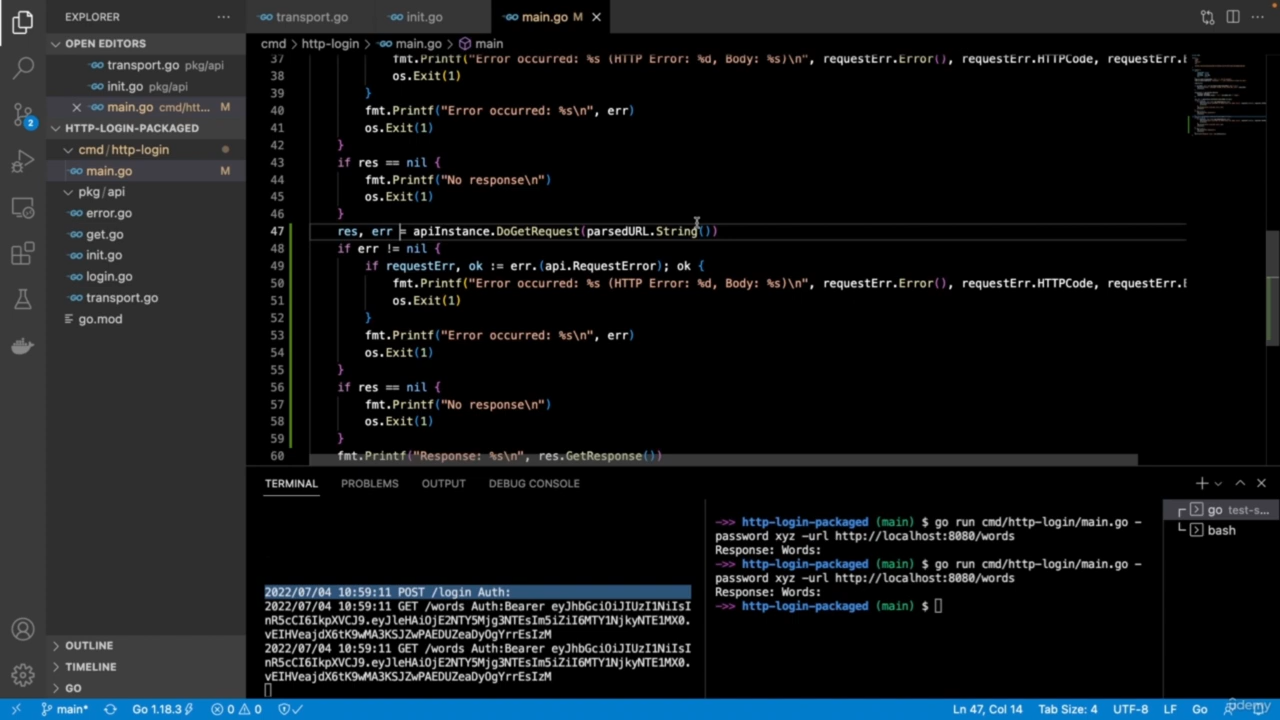 EXPLORER
OPEN EDITORS
transport.go pkg/api
init.go pkg/api
main.go cmd/htt... M
HTTP-LOGIN-PACKAGED
cmd / http-login
main.go M
pkg / api
error.go
get.go
init.go
login.go
transport.go
go.mod
OUTLINE
TIMELINE
GO
transport.go init.go main.go M
cmd > http-login > main.go > main
37 fmt.Printf("Error occurred: %s (HTTP Error: %d, Body: %s)\n", requestErr.Error(), requestErr.HTTPCode, requestErr.
38 os.Exit(1)
39 }
40 fmt.Printf("Error occurred: %s\n", err)
41 os.Exit(1)
42 }
43 if res == nil {
44 fmt.Printf("No response\n")
45 os.Exit(1)
46 }
47 res, err = apiInstance.DoGetRequest(parsedURL.String())
48 if err != nil {
49 if requestErr, ok := err.(api.RequestError); ok {
50 fmt.Printf("Error occurred: %s (HTTP Error: %d, Body: %s)\n", requestErr.Error(), requestErr.HTTPCode, requestErr.
51 os.Exit(1)
52 }
53 fmt.Printf("Error occurred: %s\n", err)
54 os.Exit(1)
55 }
56 if res == nil {
57 fmt.Printf("No response\n")
58 os.Exit(1)
59 }
60 fmt.Printf("Response: %s\n", res.GetResponse())
TERMINAL PROBLEMS OUTPUT DEBUG CONSOLE
2022/07/04 10:59:11 POST /login Auth:
2022/07/04 10:59:11 GET /words Auth:Bearer eyJhbGciOiJIUzI1NiIsI
nR5cCI6IkpXVCJ9.eyJleHAiOjE2NTY5Mjg3NTEsIm5iZiI6MTY1NjkyNTE1MX0.
vEIHVeajdX6tK9wMA3KSJZwPAEDUZeaDyOgYrrEsIzM
2022/07/04 10:59:11 GET /words Auth:Bearer eyJhbGciOiJIUzI1NiIsI
nR5cCI6IkpXVCJ9.eyJleHAiOjE2NTY5Mjg3NTEsIm5iZiI6MTY1NjkyNTE1MX0.
vEIHVeajdX6tK9wMA3KSJZwPAEDUZeaDyOgYrrEsIzM
->> http-login-packaged (main) $ go run cmd/http-login/main.go -
password xyz -url http://localhost:8080/words
Response: Words:
->> http-login-packaged (main) $ go run cmd/http-login/main.go -
password xyz -url http://localhost:8080/words
Response: Words:
->> http-login-packaged (main) $
go test-s...
bash
2
main* Go 1.18.3 0 0 Ln 47, Col 14 Tab Size: 4 UTF-8 LF Go
udemy